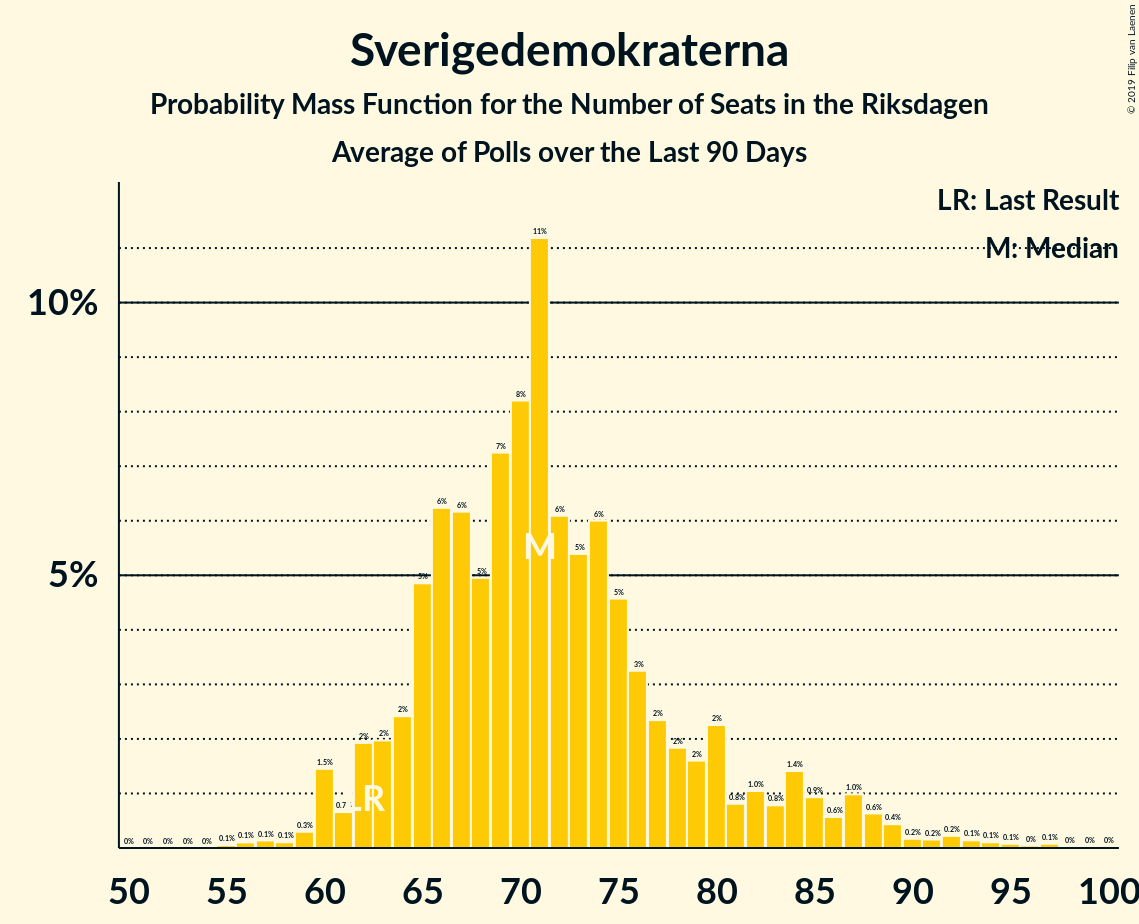 Sverigedemokraterna
Probability Mass Function for the Number of Seats in the Riksdagen
Average of Polls over the Last 90 Days
© 2019 Filip van Laenen
LR: Last Result
M: Median
10%
5%
0% 0% 0% 0% 0% 0.1% 0.1% 0.1% 0.1% 0.3% 1.5% 0.7 2% 2% 2% 5% 6% 6% 5% 7% 8% 11% 6% 5% 6% 5% 3% 2% 2% 2% 2% 0.8% 1.0% 0.8% 1.4% 0.9% 0.6% 1.0% 0.6% 0.4% 0.2% 0.2% 0.2% 0.1% 0.1% 0.1% 0% 0.1% 0% 0% 0%
M
LR
50 55 60 65 70 75 80 85 90 95 100